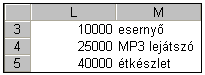 L M
3 10000 esernyő
4 25000 MP3 lejátszó
5 40000 étkészlet